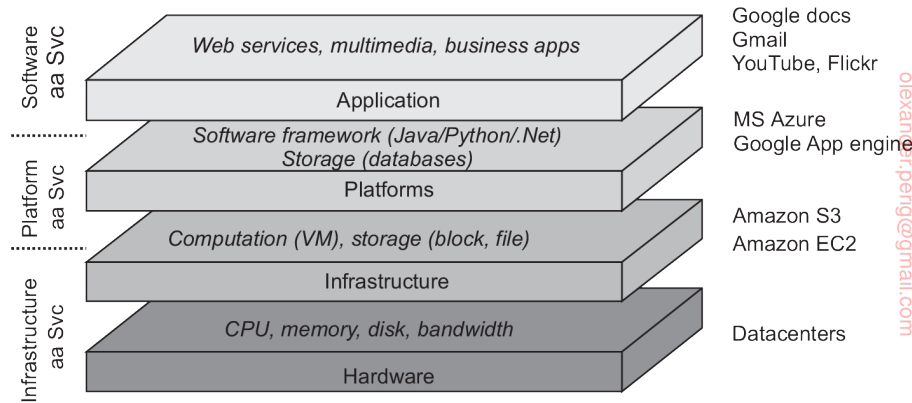 Software
aa Svc
Web services, multimedia, business apps
Application
Google docs
Gmail
YouTube, Flickr
Platform
aa Svc
Software framework (Java/Python/.Net)
Storage (databases)
Platforms
MS Azure
Google App engine
Infrastructure
aa Svc
Computation (VM), storage (block, file)
Infrastructure
Amazon S3
Amazon EC2
CPU, memory, disk, bandwidth
Hardware
Datacenters
olexander.perig@gmail.com